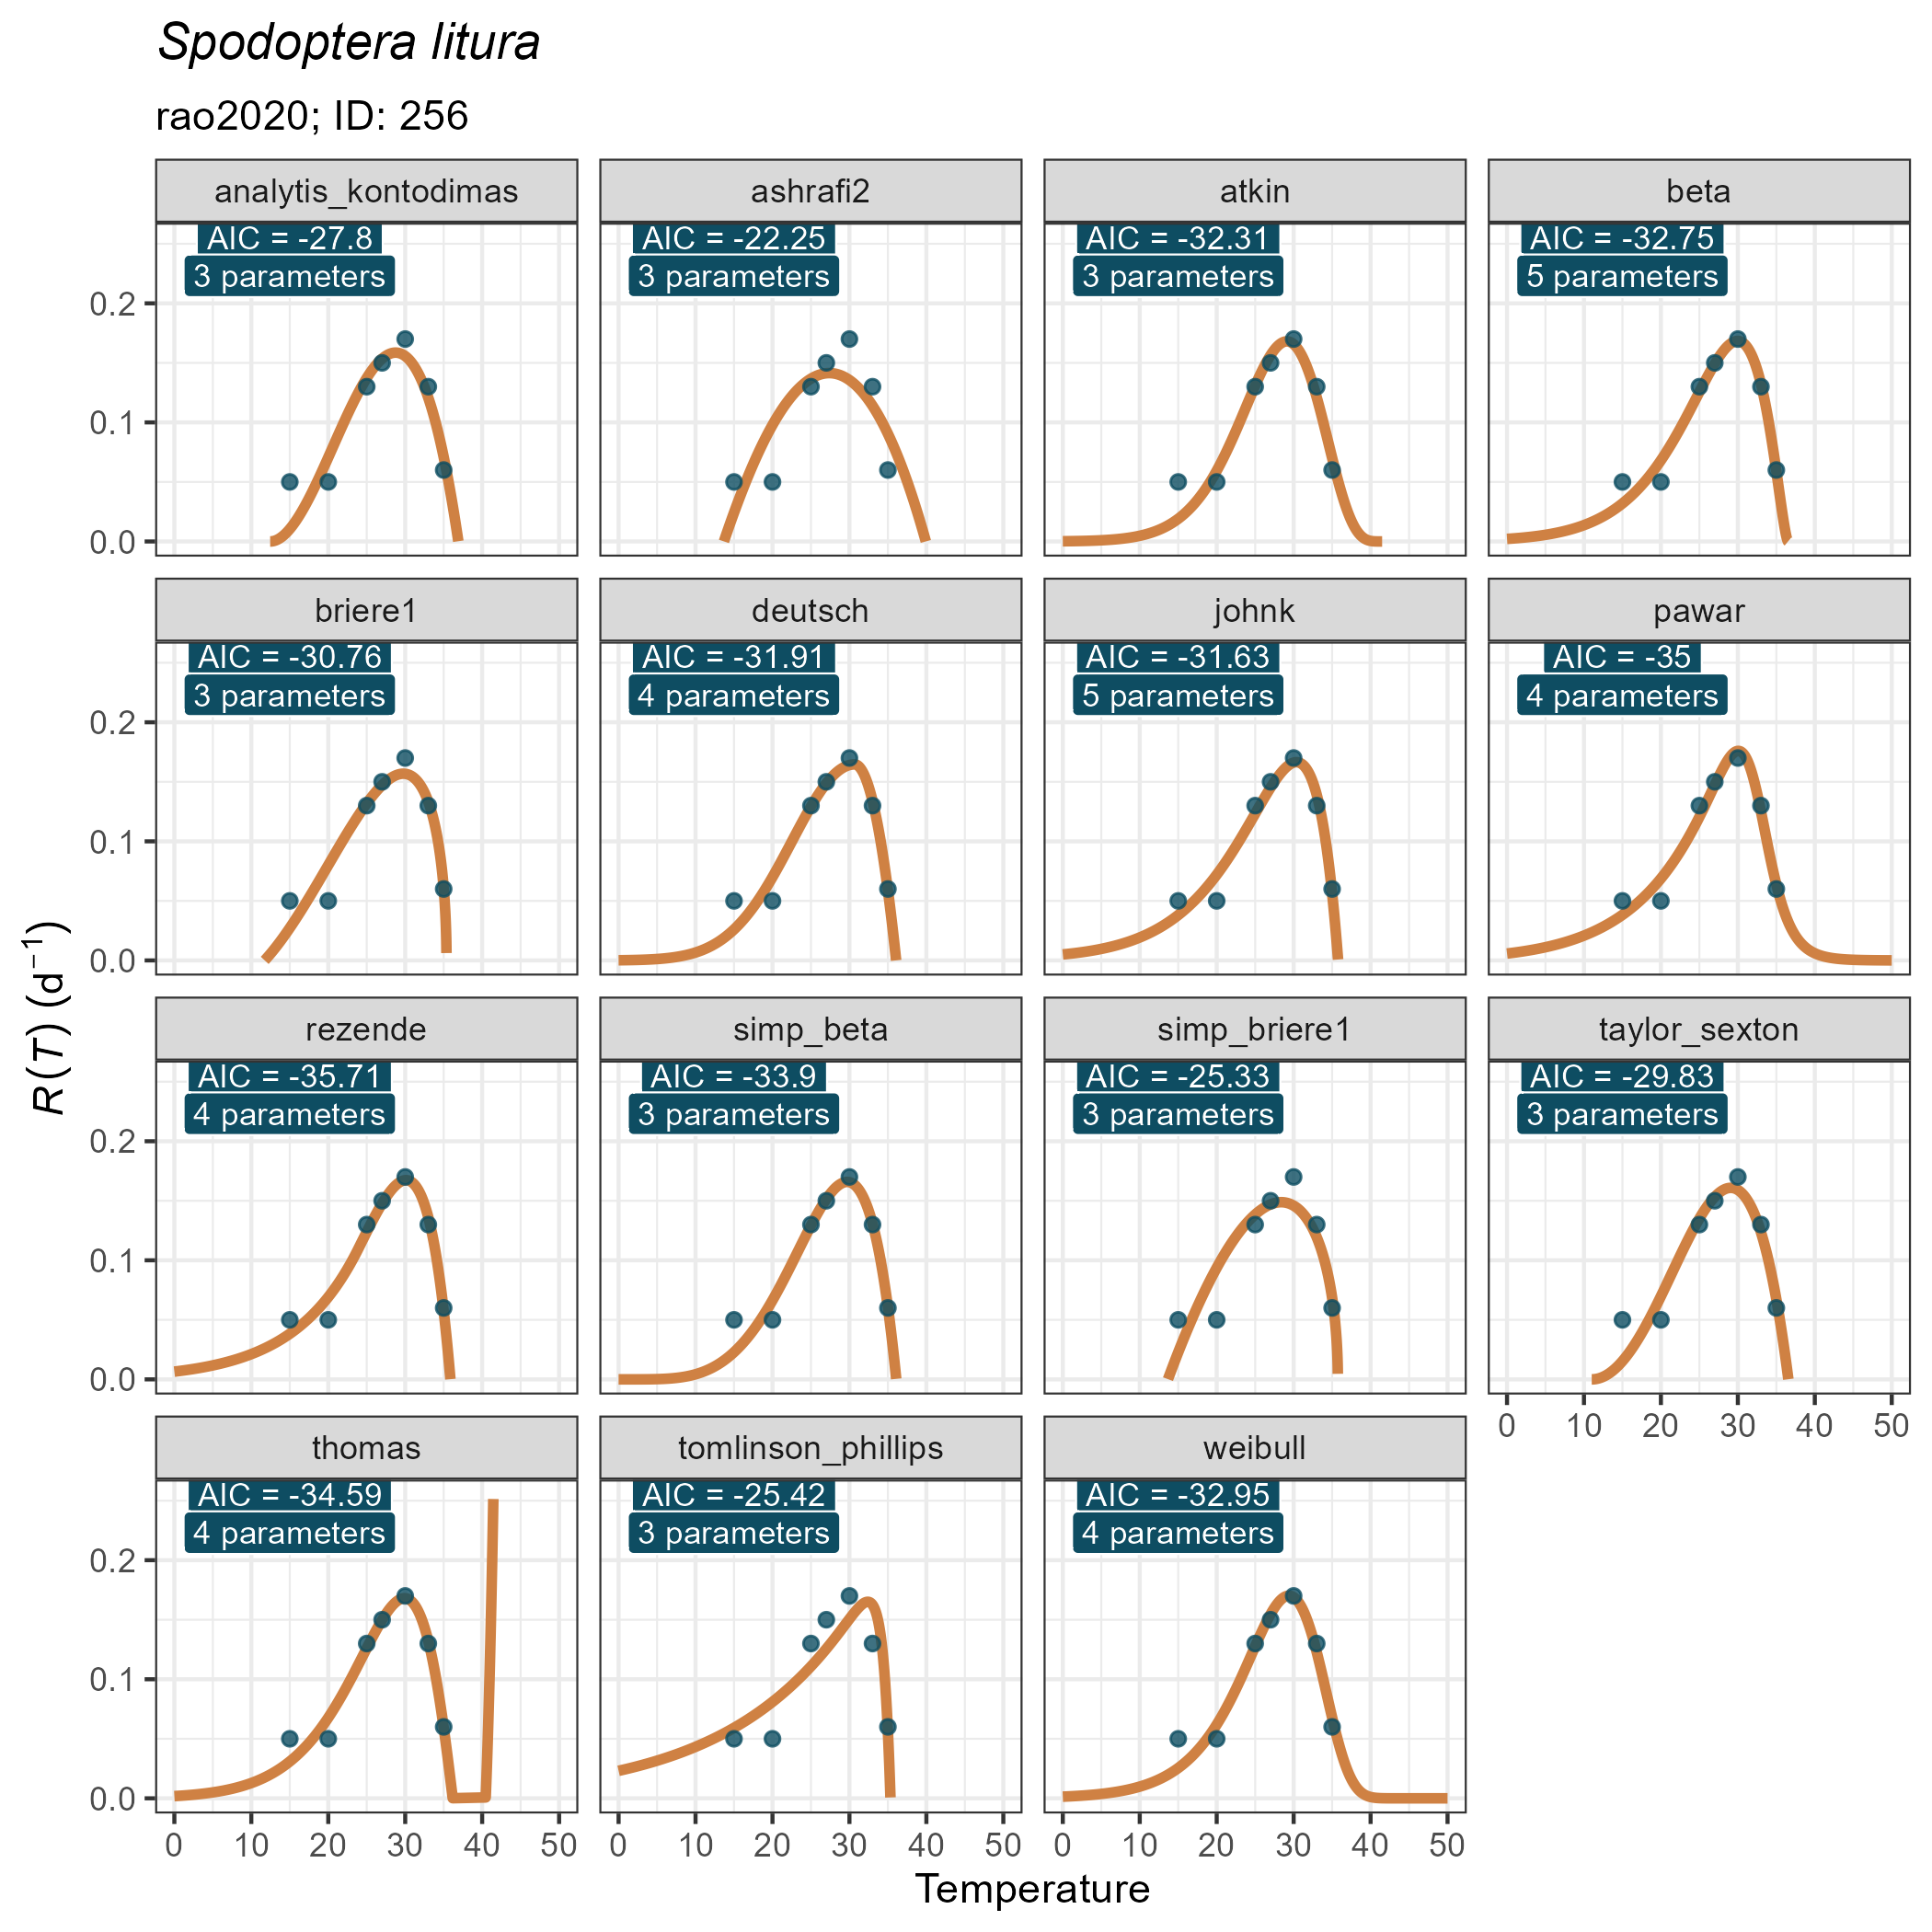 Spodoptera litura
rao2020; ID: 256
analytis_kontodimas
ashrafi2
atkin
beta
AIC = -27.8
3 parameters
AIC = -22.25
3 parameters
AIC = -32.31
3 parameters
AIC = -32.75
5 parameters
0.2
0.1
0.0
briere1
deutsch
johnk
pawar
AIC = -30.76
3 parameters
AIC = -31.91
4 parameters
AIC = -31.63
5 parameters
AIC = -35
4 parameters
0.2
0.1
0.0
R(T) (d⁻¹)
rezende
simp_beta
simp_briere1
taylor_sexton
AIC = -35.71
4 parameters
AIC = -33.9
3 parameters
AIC = -25.33
3 parameters
AIC = -29.83
3 parameters
0.2
0.1
0.0
0 10 20 30 40 50
thomas
tomlinson_phillips
weibull
AIC = -34.59
4 parameters
AIC = -25.42
3 parameters
AIC = -32.95
4 parameters
0.2
0.1
0.0
0 10 20 30 40 50
0 10 20 30 40 50
0 10 20 30 40 50
Temperature